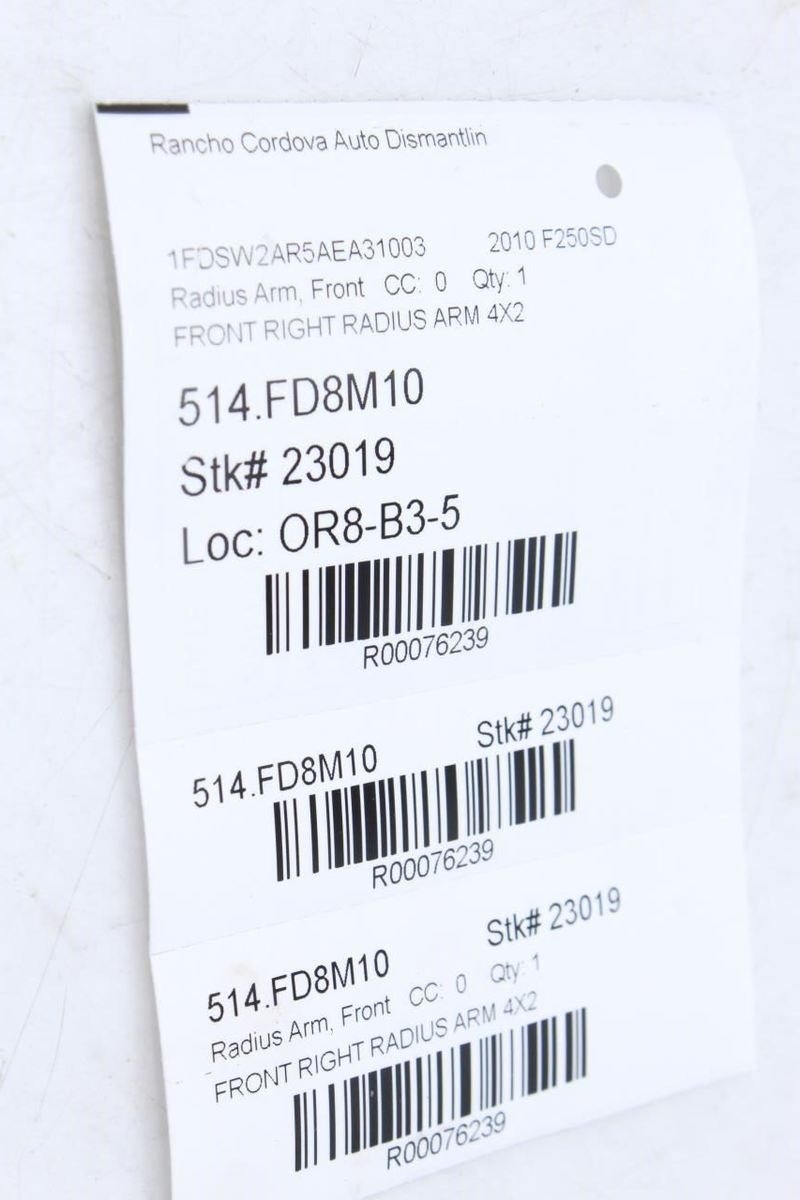 Rancho Cordova Auto Dismantlin
1FDSW2AR5AEA31003 2010 F250SD
Radius Arm, Front CC: 0 Qty: 1
FRONT RIGHT RADIUS ARM 4X2
514.FD8M10
Stk# 23019
Loc: OR8-B3-5
R00076239
514.FD8M10 Stk# 23019
R00076239
514.FD8M10 Stk# 23019
Radius Arm, Front CC: 0 Qty: 1
FRONT RIGHT RADIUS ARM 4X2
R00076239